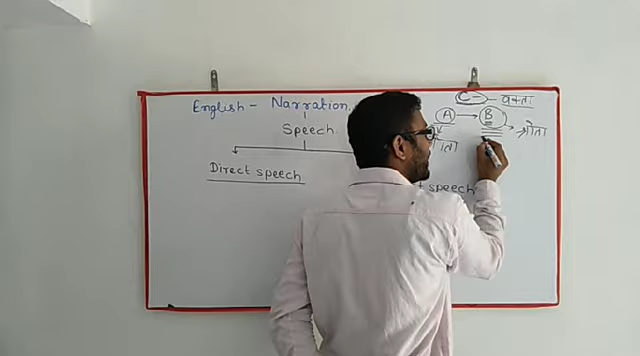 English - Narration
Speech
Direct speech
speech
C - वक्ता
A → B → श्रोता